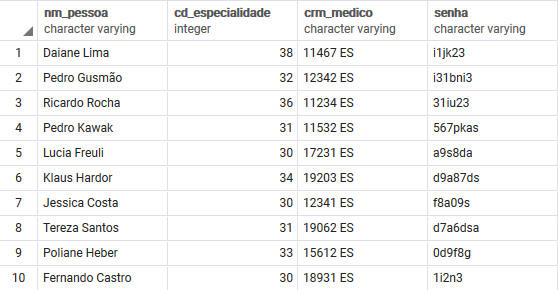 nm_pessoa cd_especialidade crm_medico senha
character varying integer character varying character varying
1 Daiane Lima 38 11467 ES i1jk23
2 Pedro Gusmão 32 12342 ES i31bni3
3 Ricardo Rocha 36 11234 ES 31iu23
4 Pedro Kawak 31 11532 ES 567pkas
5 Lucia Freuli 30 17231 ES a9s8da
6 Klaus Hardor 34 19203 ES d9a87ds
7 Jessica Costa 30 12341 ES f8a09s
8 Tereza Santos 31 19062 ES d7a6dsa
9 Poliane Heber 33 15612 ES 0d9f8g
10 Fernando Castro 30 18931 ES 1i2n3